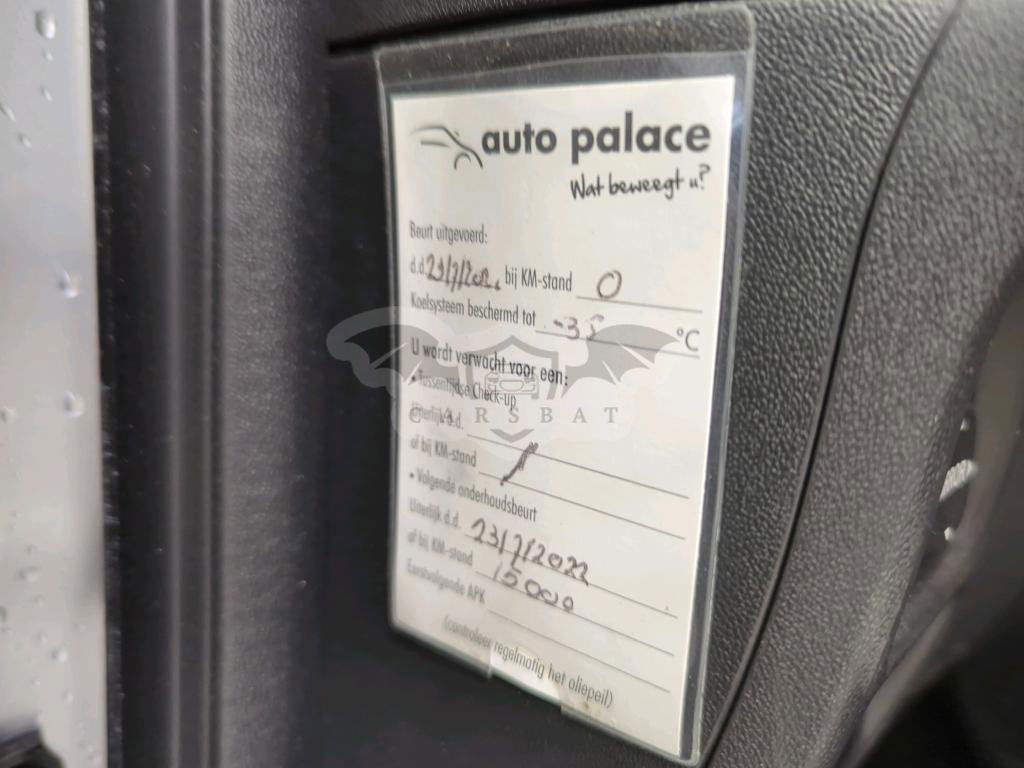 auto palace
Wat beweegt u?
Beurt uitgevoerd:
d.d. 23/7/202 bij KM-stand 0
Koelsysteem beschermd tot -35 °C
U wordt verwacht voor een:
• Tussentijdse Check-up
Uiterlijk d.d.
of bij KM-stand /
• Volgende onderhoudsbeurt
Uiterlijk d.d. 23/7/2022
of bij KM-stand 15000
Eerstvolgende APK
(controleer regelmatig het oliepeil)
CARSBAT